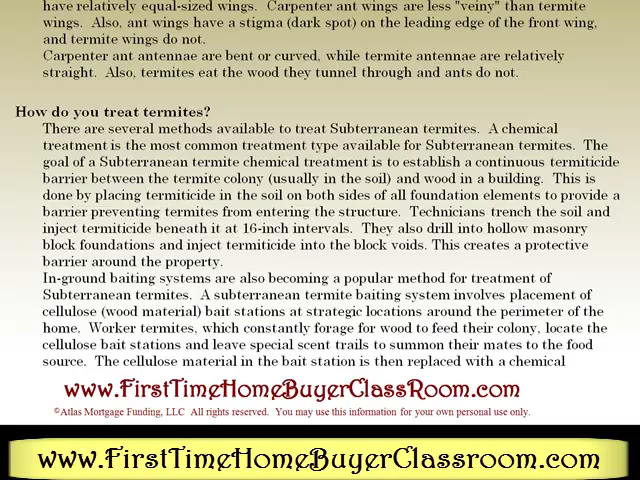 have relatively equal-sized wings.  Carpenter ant wings are less "veiny" than termite
wings.  Also, ant wings have a stigma (dark spot) on the leading edge of the front wing,
and termite wings do not.
Carpenter ant antennae are bent or curved, while termite antennae are relatively
straight.  Also, termites eat the wood they tunnel through and ants do not.
How do you treat termites?
There are several methods available to treat Subterranean termites.  A chemical
treatment is the most common treatment type available for Subterranean termites.  The
goal of a Subterranean termite chemical treatment is to establish a continuous termiticide
barrier between the termite colony (usually in the soil) and wood in a building.  This is
done by placing termiticide in the soil on both sides of all foundation elements to provide a
barrier preventing termites from entering the structure.  Technicians trench the soil and
inject termiticide beneath it at 16-inch intervals.  They also drill into hollow masonry
block foundations and inject termiticide into the block voids. This creates a protective
barrier around the property.
In-ground baiting systems are also becoming a popular method for treatment of
Subterranean termites.  A subterranean termite baiting system involves placement of
cellulose (wood material) bait stations at strategic locations around the perimeter of the
home.  Worker termites, which constantly forage for wood to feed their colony, locate the
cellulose bait stations and leave special scent trails to summon their mates to the food
source.  The cellulose material in the bait station is then replaced with a chemical
www.FirstTimeHomeBuyerClassRoom.com
©Atlas Mortgage Funding, LLC  All rights reserved.  You may use this information for your own personal use only.
www.FirstTimeHomeBuyerClassroom.com